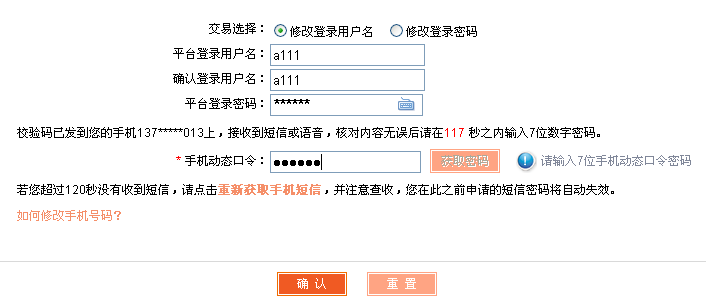 交易选择： 修改登录用户名 修改登录密码
平台登录用户名： a111
确认登录用户名： a111
平台登录密码： ******
校验码已发到您的手机137*****013上，接收到短信或语音，核对内容无误后请在117 秒之内输入7位数字密码。
* 手机动态口令： ●●●●●● 获取密码 请输入7位手机动态口令密码
若您超过120秒没有收到短信，请点击重新获取手机短信，并注意查收，您在此之前申请的短信密码将自动失效。
如何修改手机号码？
确 认 重 置